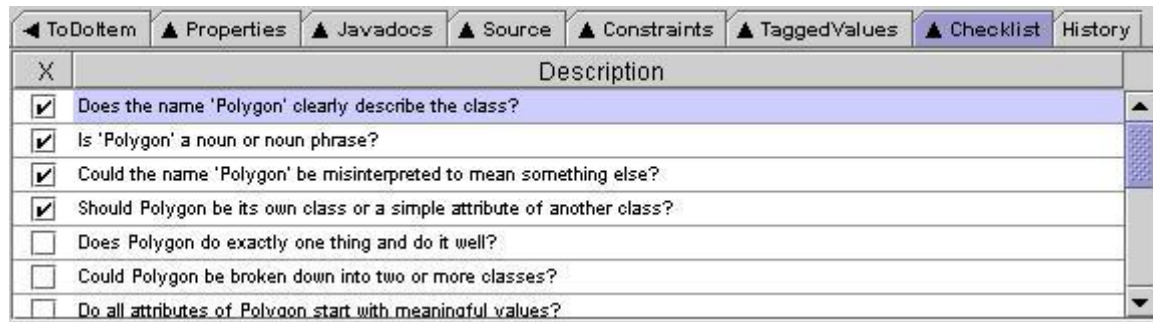 ToDoItem Properties Javadocs Source Constraints TaggedValues Checklist History
X Description
Does the name 'Polygon' clearly describe the class?
Is 'Polygon' a noun or noun phrase?
Could the name 'Polygon' be misinterpreted to mean something else?
Should Polygon be its own class or a simple attribute of another class?
Does Polygon do exactly one thing and do it well?
Could Polygon be broken down into two or more classes?
Do all attributes of Polygon start with meaningful values?